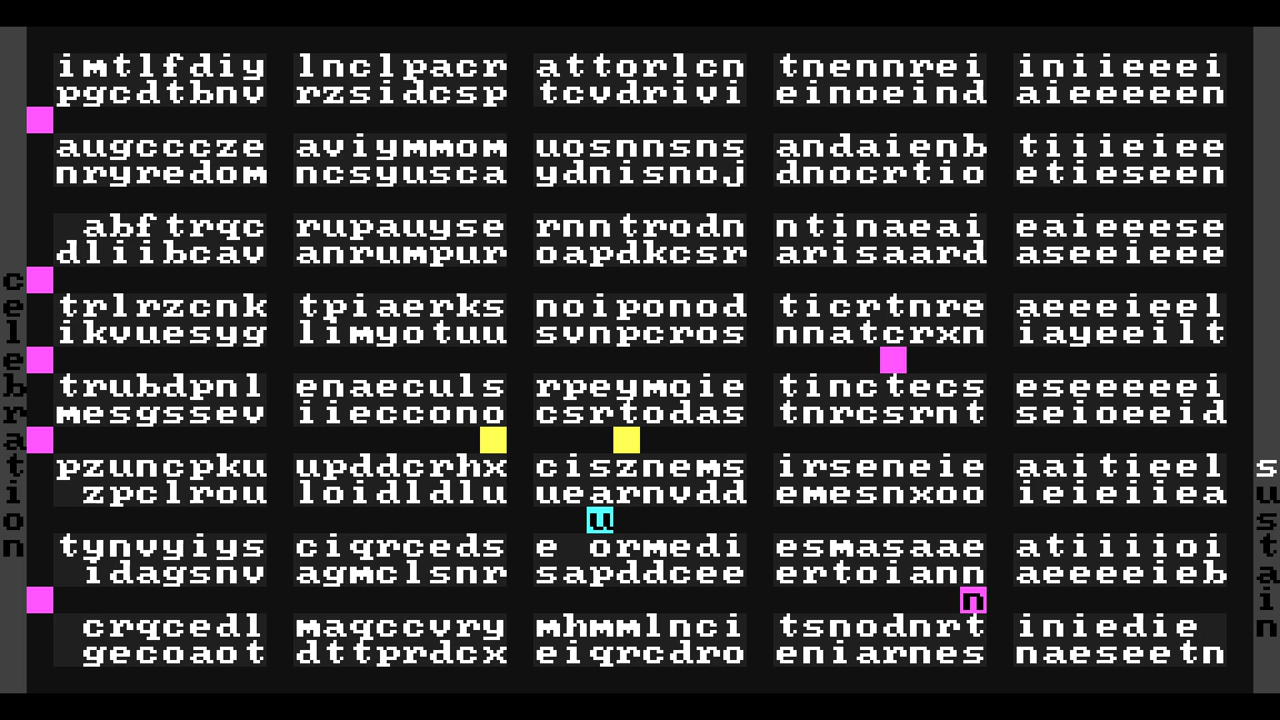 imtlfdiy lnclpacr attorlcn tnennrei iniieeei
pgcdtbnv rzsidcsp tcvdrivi einoeind aieeeeen
augcccze aviymmom uosnnsns andaienb tiiieiee
nryredom ncsyusca ydnisnoj dnocrtio etieseen
abftrqc rupauyse rnntrodn ntinaeai eaieeese
dliibcav anrumpur oapdkcsr arisaard aseeieee
trlrzcnk tpiaerks noiponod ticrtnre aeeeieel
ikvuesyg limyotuu svnpcros nnatcrxn iayeeilt
trubdpnl enaeculs rpeymoie tinctecs eseeeeei
mesgssev iieccono csrtodas tnrcsrnt seioeeid
pzuncpku upddcrhx cisznems irseneie aaitieel
zpclrou loidldlu uearnvdd emesnxoo ieieiiea
u
tynvyiys ciqrceds e ormedi esmasaae atiiiioi
idagsnv agmclsnr sapddcee ertoiann aeeeeieb
n
crqcedl maqccvry mhmmlnci tsnodnrt iniedie
gecoaot dttprdcx eiqrcdro eniarnes naeseetn
celebration
sustain